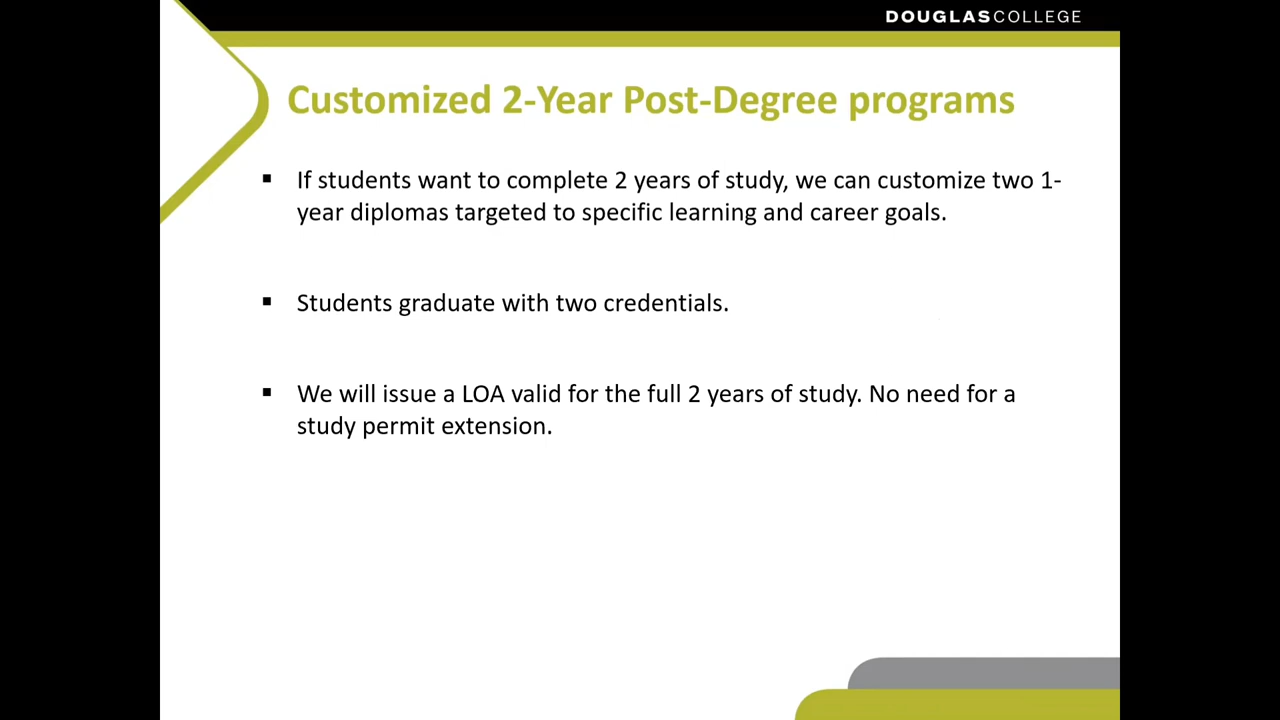 DOUGLASCOLLEGE
Customized 2-Year Post-Degree programs
▪ If students want to complete 2 years of study, we can customize two 1-
year diplomas targeted to specific learning and career goals.
▪ Students graduate with two credentials.
▪ We will issue a LOA valid for the full 2 years of study. No need for a
study permit extension.